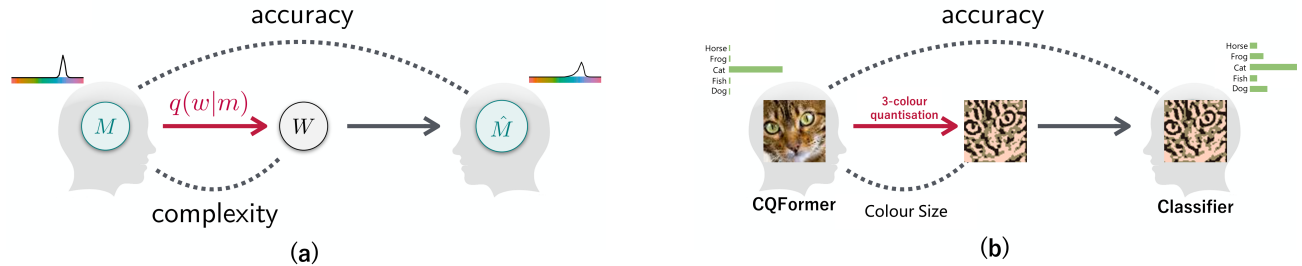 accuracy
M
q(w|m)
W
M̂
complexity
(a)
accuracy
Horse
Frog
Cat
Fish
Dog
3-colour
quantisation
Horse
Frog
Cat
Fish
Dog
CQFormer
Colour Size
Classifier
(b)